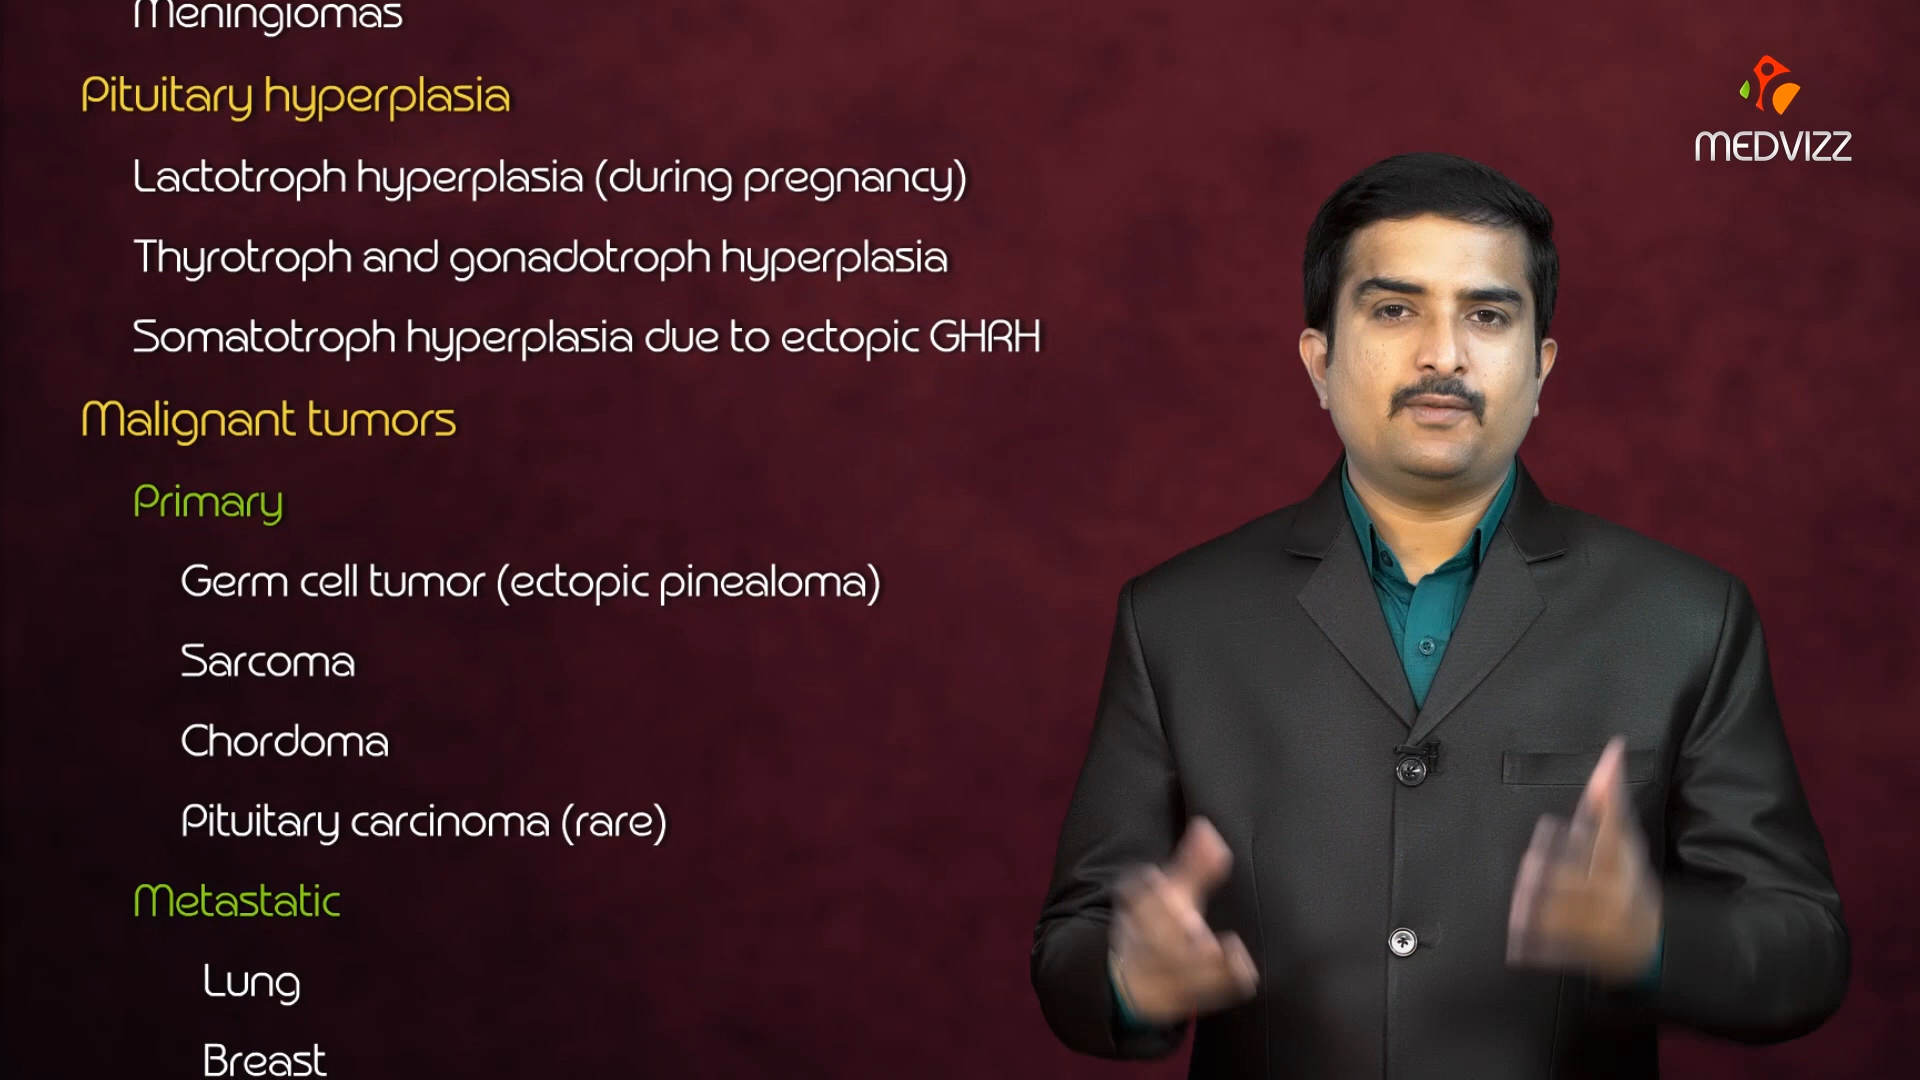 Meningiomas
Pituitary hyperplasia
MEDVIZZ
Lactotroph hyperplasia (during pregnancy)
Thyrotroph and gonadotroph hyperplasia
Somatotroph hyperplasia due to ectopic GHRH
Malignant tumors
Primary
Germ cell tumor (ectopic pinealoma)
Sarcoma
Chordoma
Pituitary carcinoma (rare)
Metastatic
Lung
Breast